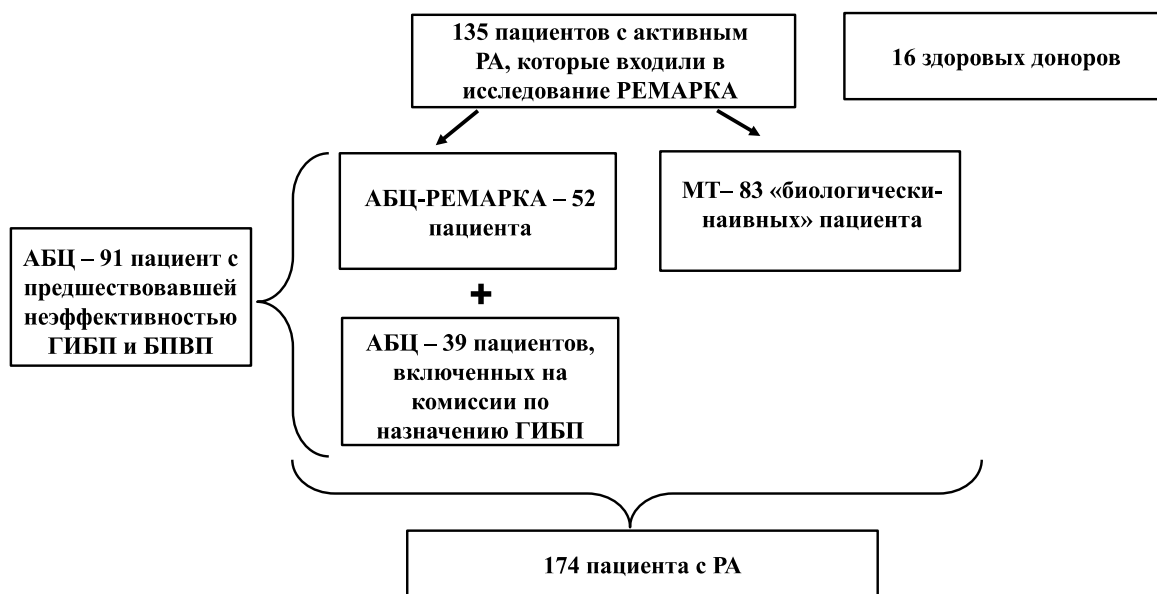 135 пациентов с активным
РА, которые входили в
исследование РЕМАРКА
16 здоровых доноров
АБЦ-РЕМАРКА – 52
пациента
МТ– 83 «биологически-
наивных» пациента
АБЦ – 91 пациент с
предшествовавшей
неэффективностью
ГИБП и БПВП
+
АБЦ – 39 пациентов,
включенных на
комиссии по
назначению ГИБП
174 пациента с РА